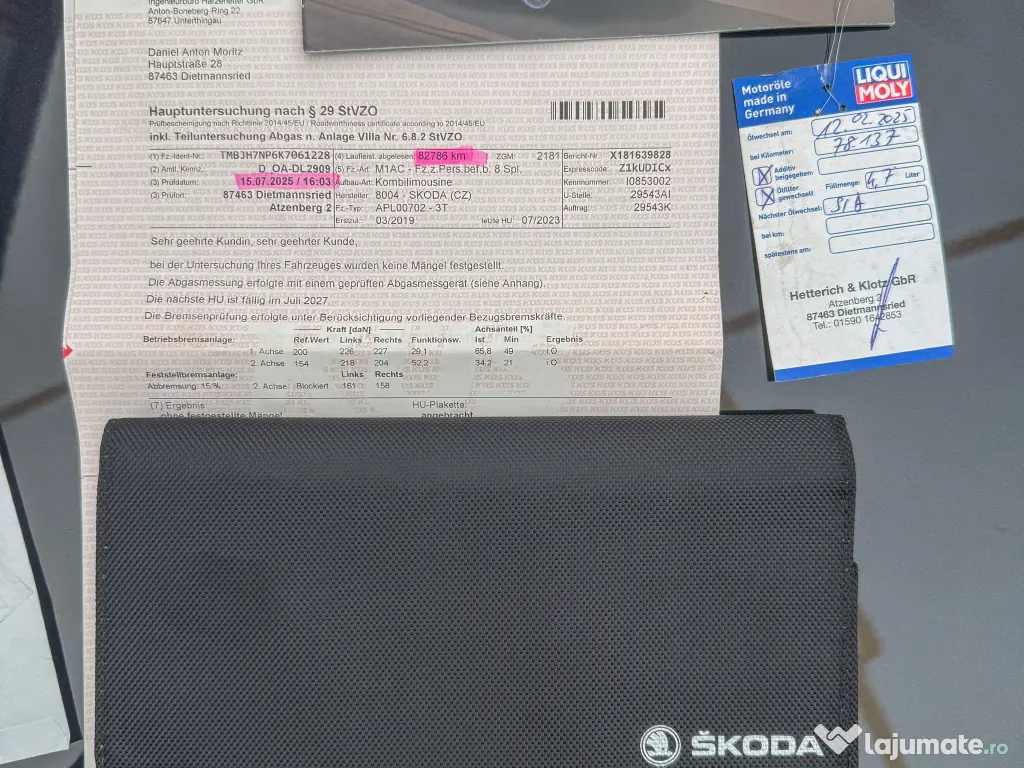 Ingenieurbüro Harzenetter GbR
Anton-Boneberg-Ring 22
87647 Unterthingau
Daniel Anton Moritz
Hauptstraße 28
87463 Dietmannsried
Hauptuntersuchung nach § 29 StVZO
Prüfbescheinigung nach Richtlinie 2014/45/EU / Roadworthiness certificate according to 2014/45/EU
inkl. Teiluntersuchung Abgas n. Anlage VIIIa Nr. 6.8.2 StVZO
(1) Fz.-Ident-Nr.: TMBJH7NP6K7061228 (4) Laufleist. abgelesen 82786 km ZGM: 2181 Bericht-Nr.: X181639828
(2) Amtl. Kennz. D OA-DL2909 (5) Fz.-Art: M1AC - Fz.z.Pers.bef.b. 8 Spl. Expresscode: Z1kUDICX
(3) Prüfdatum: 15.07.2025 / 16:03 Aufbau-Art: Kombilimousine Kennnummer: I0853002
(3) Prüfort: 87463 Dietmannsried Hersteller: 8004 - SKODA (CZ) U-Stelle: 29543AI
Atzenberg 2 Fz.-Typ: APL00702 - 3T Auftrag: 29543K
Erstzul.: 03/2019 letzte HU: 07/2023
Sehr geehrte Kundin, sehr geehrter Kunde,
bei der Untersuchung Ihres Fahrzeuges wurden keine Mängel festgestellt.
Die Abgasmessung erfolgte mit einem geprüften Abgasmessgerät (siehe Anhang).
Die nächste HU ist fällig im Juli 2027.
Die Bremsenprüfung erfolgte unter Berücksichtigung vorliegender Bezugsbremskräfte.
Kraft [daN] Achsanteil [%]
Betriebsbremsanlage: Ref.Wert Links Rechts Funktionsw. Ist Min Ergebnis
1. Achse 200 226 227 29,1 65,8 49 i.O
2. Achse 154 218 204 52,2 34,2 21 i.O
Feststellbremsanlage: Links Rechts
Abbremsung: 15 % 2. Achse Blockiert 161 158
(7) Ergebnis: HU-Plakette:
ohne festgestellte Mängel angebracht
Motoröle
made in
Germany
LIQUI
MOLY
Ölwechsel am: 12.02.2025
bei Kilometer: 78137
X Additiv
beigegeben:
X Ölfilter
gewechselt Füllmenge: 4,7 Liter
Nächster Ölwechsel: SIA
bei km:
spätestens am:
Hetterich & Klotz GbR
Atzenberg 2
87463 Dietmannsried
Tel.: 01590 1642853
ŠKODA
lajumate.ro